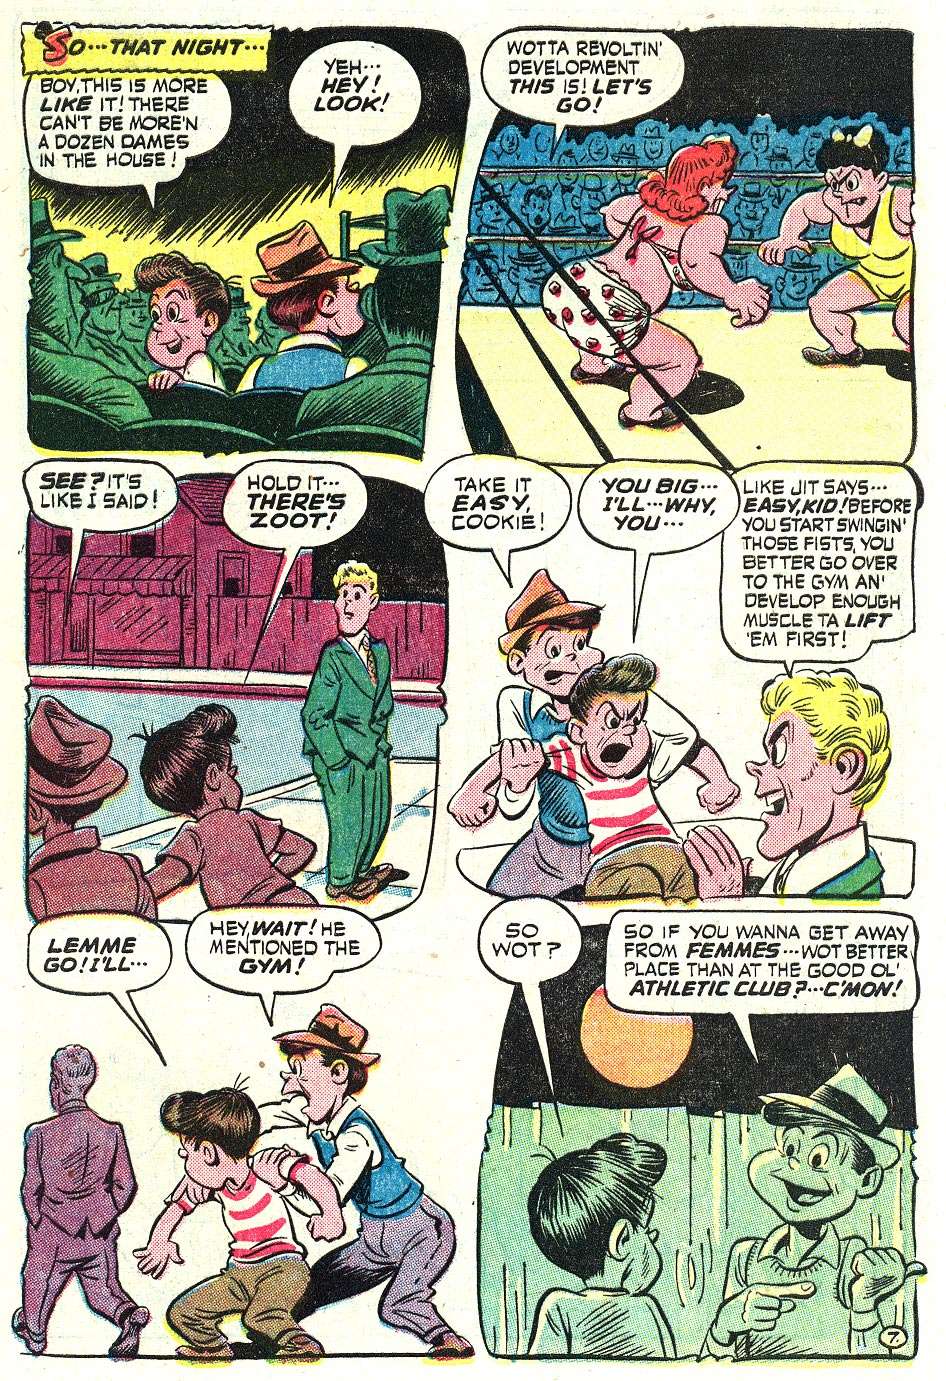 SO--- THAT NIGHT---
BOY, THIS IS MORE
LIKE IT! THERE
CAN'T BE MORE'N
A DOZEN DAMES
IN THE HOUSE!
YEH---
HEY!
LOOK!
WOTTA REVOLTIN'
DEVELOPMENT
THIS IS! LET'S
GO!
SEE? IT'S
LIKE I SAID!
HOLD IT---
THERE'S
ZOOT!
TAKE IT
EASY,
COOKIE!
YOU BIG---
I'LL---WHY,
YOU---
LIKE JIT SAYS---
EASY, KID! BEFORE
YOU START SWINGIN'
THOSE FISTS, YOU
BETTER GO OVER
TO THE GYM AN'
DEVELOP ENOUGH
MUSCLE TA LIFT
'EM FIRST!
LEMME
GO! I'LL---
HEY, WAIT! HE
MENTIONED THE
GYM!
SO
WOT?
SO IF YOU WANNA GET AWAY
FROM FEMMES---WOT BETTER
PLACE THAN AT THE GOOD OL'
ATHLETIC CLUB?---C'MON!
7.